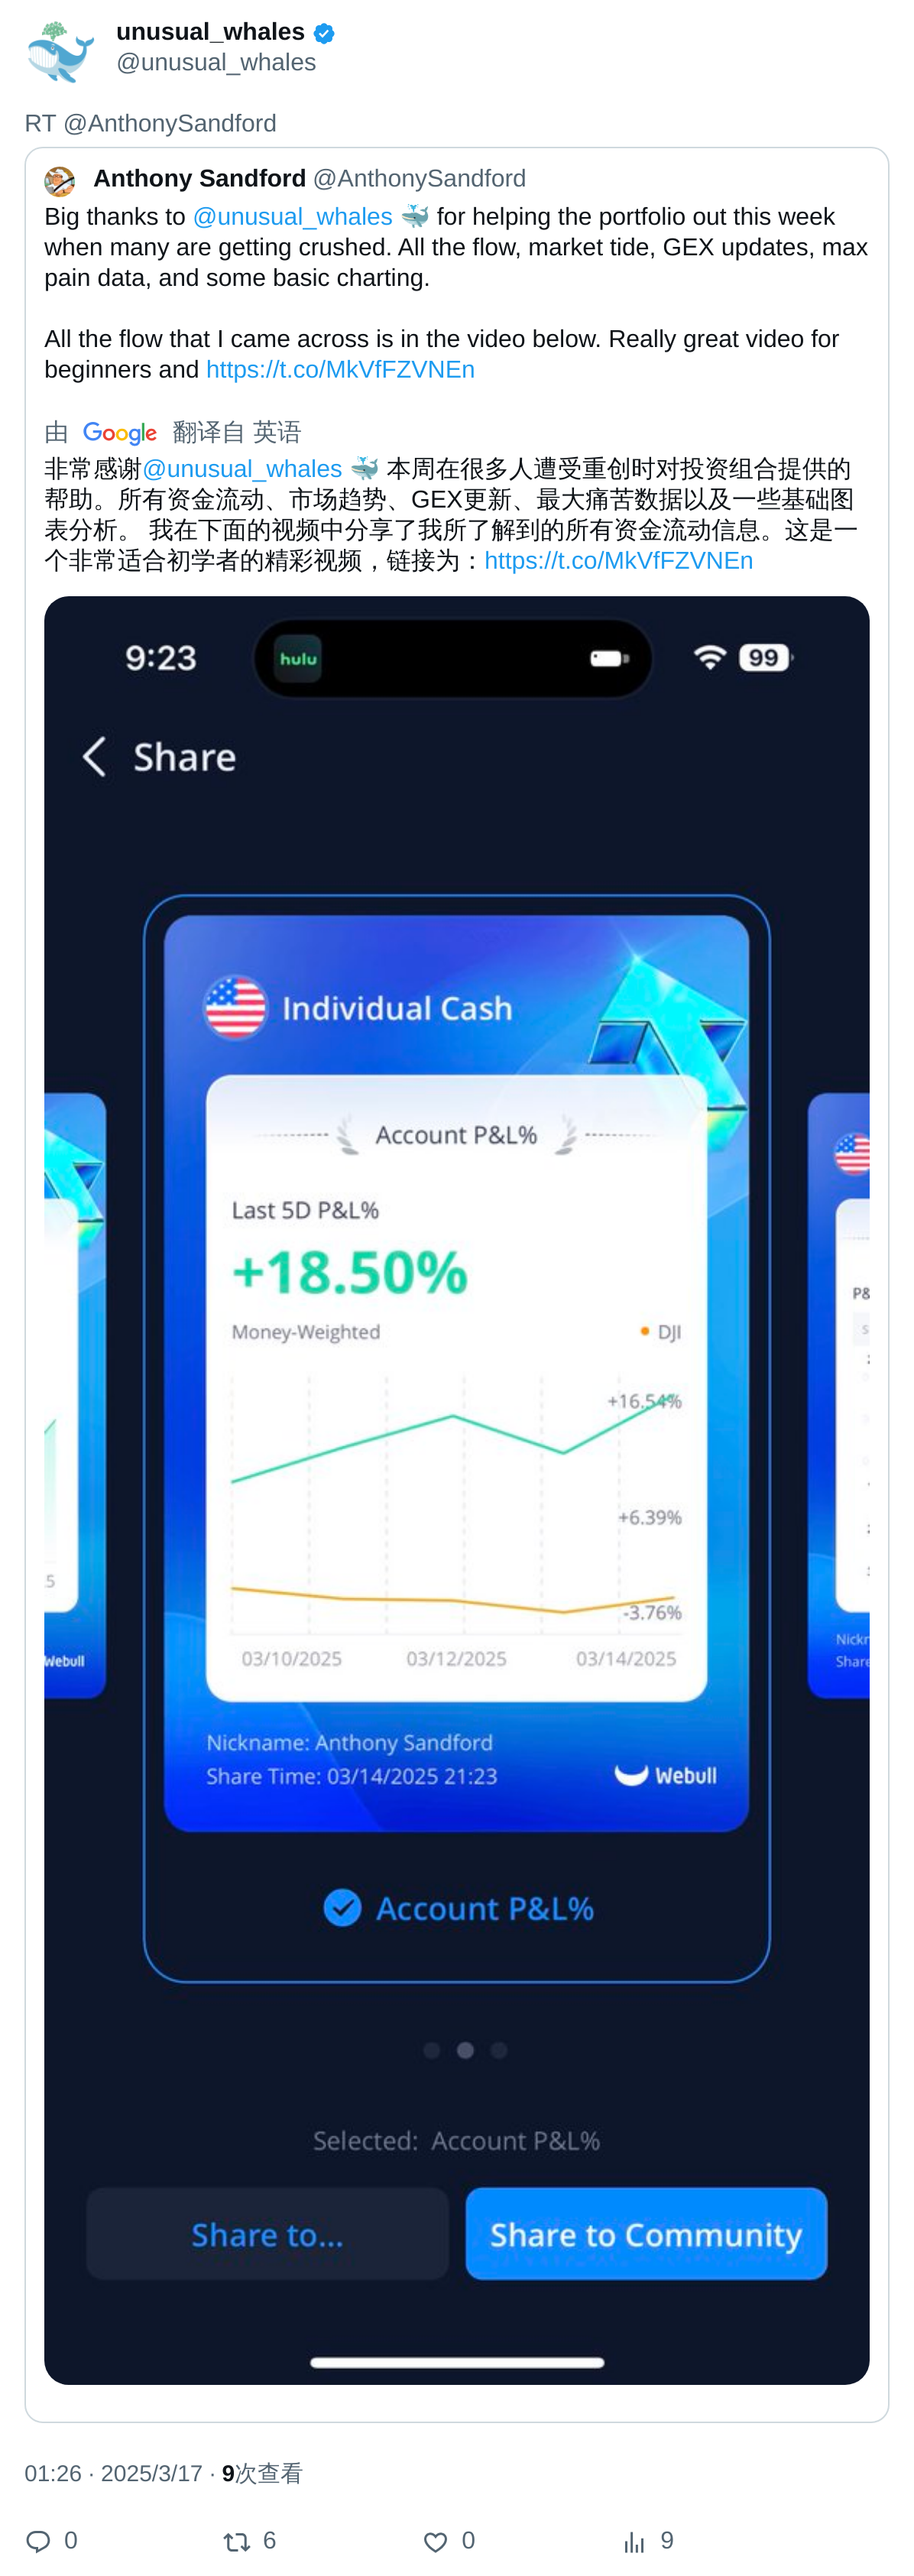 unusual_whales
@unusual_whales
RT @AnthonySandford
Anthony Sandford @AnthonySandford
Big thanks to @unusual_whales 🐳 for helping the portfolio out this week
when many are getting crushed. All the flow, market tide, GEX updates, max
pain data, and some basic charting.
All the flow that I came across is in the video below. Really great video for
beginners and https://t.co/MkVfFZVNEn
由 Google 翻译自 英语
非常感谢@unusual_whales 🐳 本周在很多人遭受重创时对投资组合提供的
帮助。所有资金流动、市场趋势、GEX更新、最大痛苦数据以及一些基础图
表分析。 我在下面的视频中分享了我所了解到的所有资金流动信息。这是一
个非常适合初学者的精彩视频，链接为：https://t.co/MkVfFZVNEn
9:23
hulu
99
Share
Individual Cash
Account P&L%
Last 5D P&L%
+18.50%
Money-Weighted
DJI
+16.54%
+6.39%
-3.76%
03/10/2025 03/12/2025 03/14/2025
Nickname: Anthony Sandford
Share Time: 03/14/2025 21:23
Webull
5
Webull
P&
S
Nickr
Share
Account P&L%
Selected: Account P&L%
Share to...
Share to Community
01:26 · 2025/3/17 · 9次查看
0 6 0 9